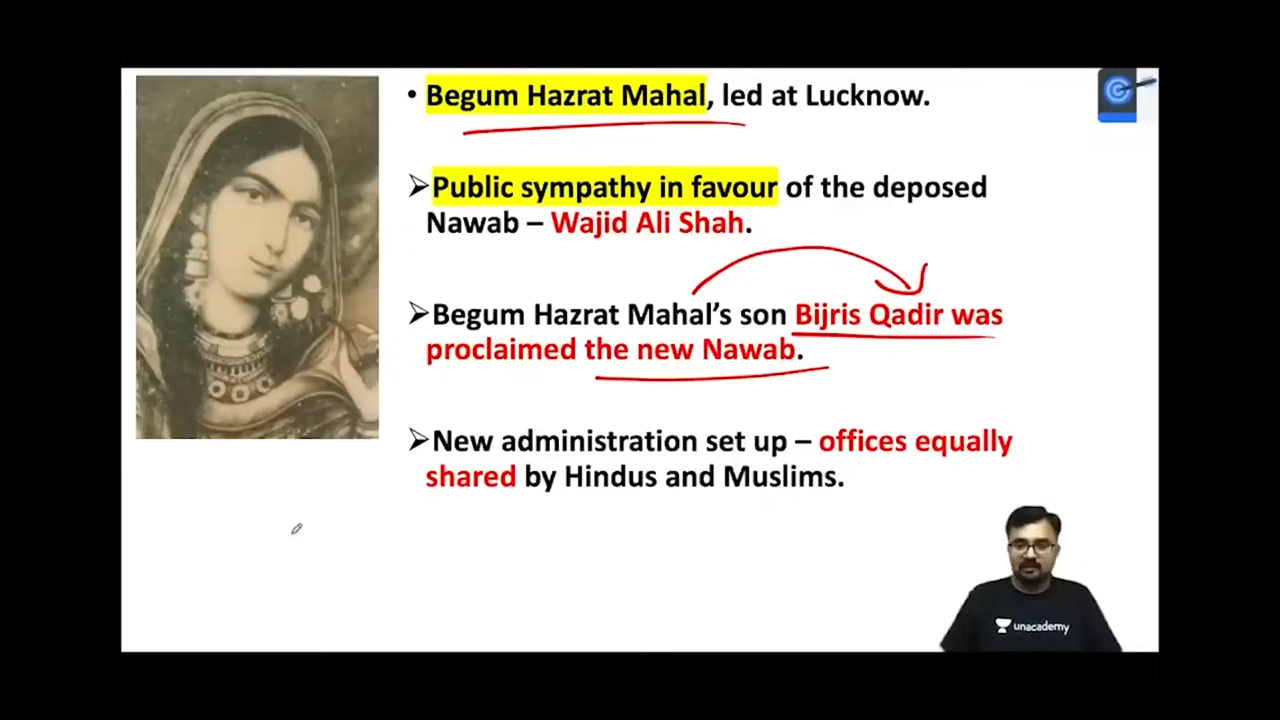 • Begum Hazrat Mahal, led at Lucknow.
➢Public sympathy in favour of the deposed
Nawab – Wajid Ali Shah.
➢Begum Hazrat Mahal’s son Bijris Qadir was
proclaimed the new Nawab.
➢New administration set up – offices equally
shared by Hindus and Muslims.
unacademy